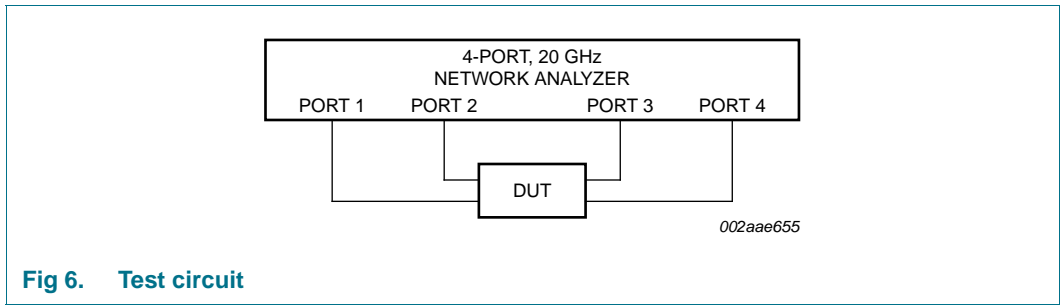 4-PORT, 20 GHz
NETWORK ANALYZER
PORT 1 PORT 2 PORT 3 PORT 4
DUT
002aae655
Fig 6. Test circuit